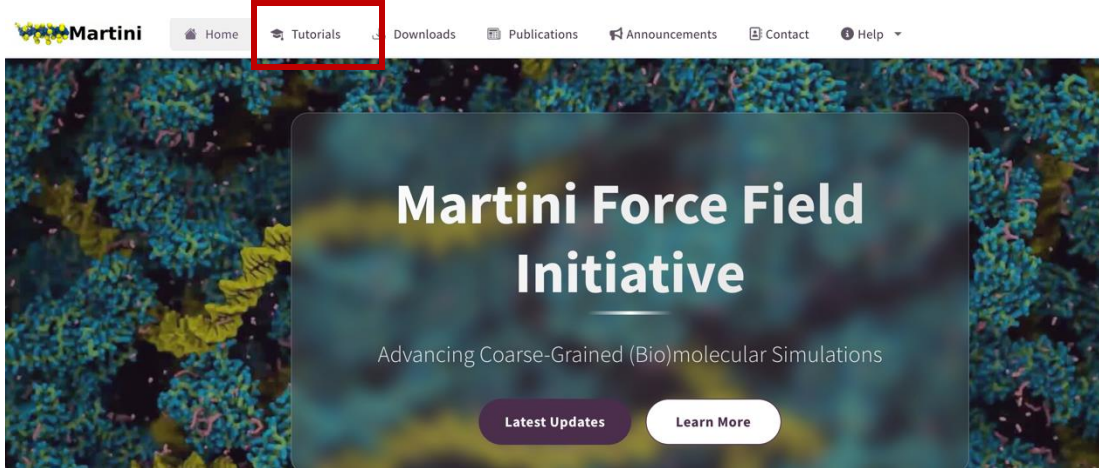 Martini Home Tutorials Downloads Publications Announcements Contact Help
Martini Force Field
Initiative
Advancing Coarse-Grained (Bio)molecular Simulations
Latest Updates Learn More